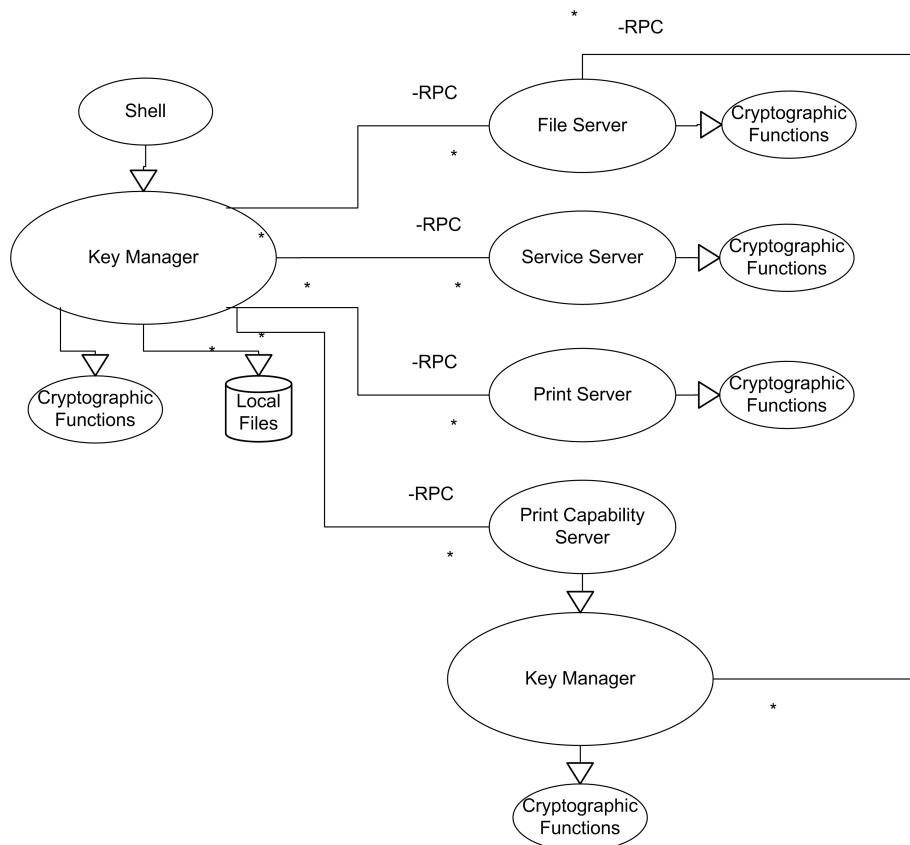 *
-RPC
-RPC
Shell
File Server
Cryptographic
Functions
*
-RPC
*
Key Manager
Service Server
Cryptographic
Functions
*
*
*
*
-RPC
Print Server
Cryptographic
Functions
Cryptographic
Functions
Local
Files
*
-RPC
Print Capability
Server
*
Key Manager
*
Cryptographic
Functions